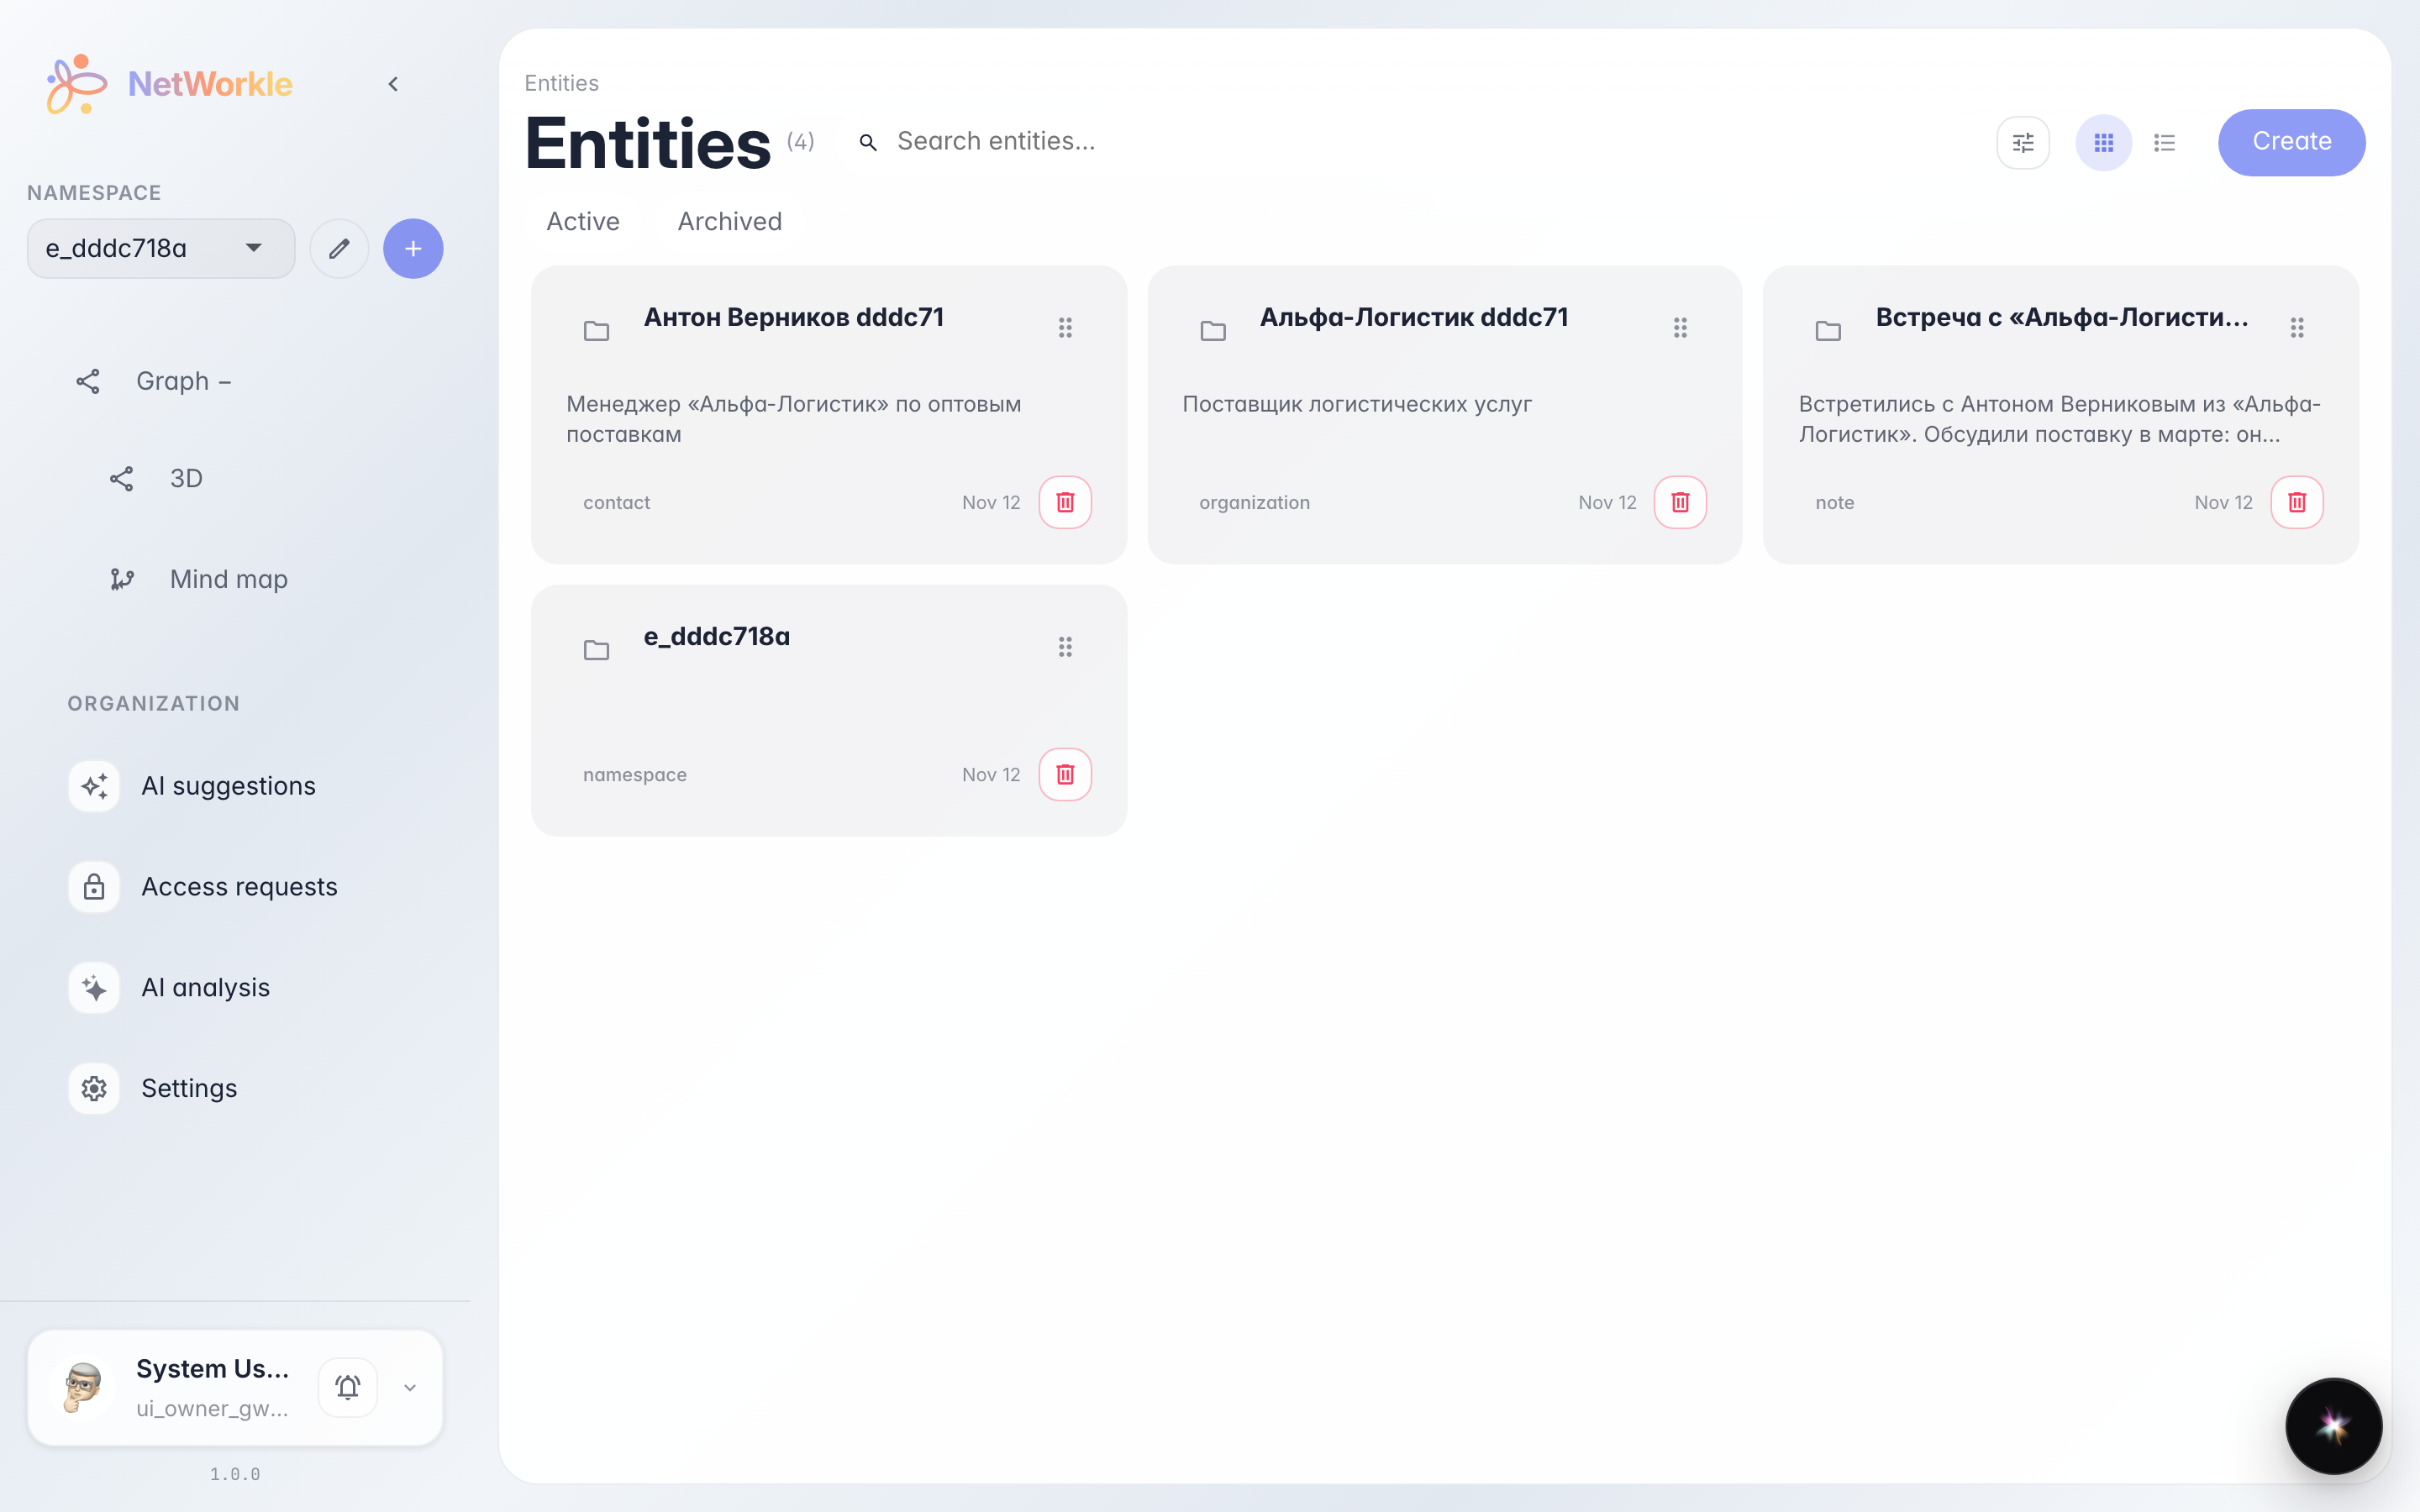 NetWorkle
NAMESPACE
e_dddc718a
Graph –
3D
Mind map
ORGANIZATION
AI suggestions
Access requests
AI analysis
Settings
System Us...
ui_owner_gw...
1.0.0
Entities
Entities (4)
Search entities...
Create
Active
Archived
Антон Верников dddc71
Менеджер «Альфа-Логистик» по оптовым
поставкам
contact
Nov 12
Альфа-Логистик dddc71
Поставщик логистических услуг
organization
Nov 12
Встреча с «Альфа-Логисти...
Встретились с Антоном Верниковым из «Альфа-
Логистик». Обсудили поставку в марте: он...
note
Nov 12
e_dddc718a
namespace
Nov 12